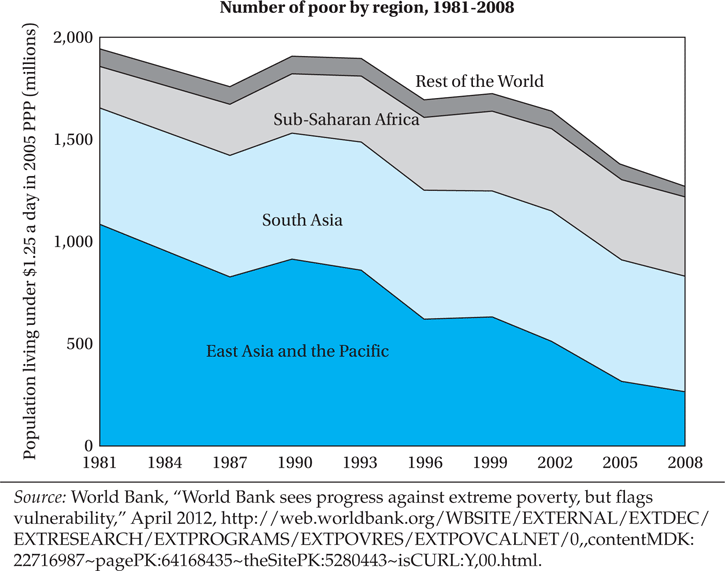 Number of poor by region, 1981-2008
Population living under $1.25 a day in 2005 PPP (millions)
2,000
1,500
1,000
500
0
Rest of the World
Sub-Saharan Africa
South Asia
East Asia and the Pacific
1981 1984 1987 1990 1993 1996 1999 2002 2005 2008
Source: World Bank, “World Bank sees progress against extreme poverty, but flags
vulnerability,” April 2012, http://web.worldbank.org/WBSITE/EXTERNAL/EXTDEC/
EXTRESEARCH/EXTPROGRAMS/EXTPOVRES/EXTPOVCALNET/0,,contentMDK:
22716987~pagePK:64168435~theSitePK:5280443~isCURL:Y,00.html.